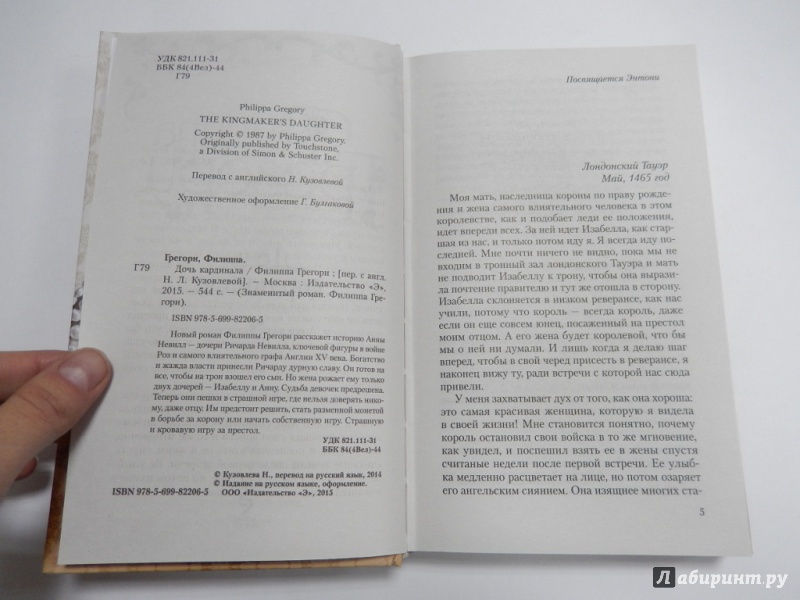 УДК 821.111-31
ББК 84(4Вел)-44
Г79
Philippa Gregory
THE KINGMAKER'S DAUGHTER
Copyright © 1987 by Philippa Gregory.
Originally published by Touchstone,
a Division of Simon & Schuster Inc.
Перевод с английского Н. Кузовлевой
Художественное оформление Г. Булгаковой
Грегори, Филиппа.
Г79
Дочь кардинала / Филиппа Грегори ; [пер. с англ.
Н. Л. Кузовлевой]. — Москва : Издательство «Э»,
2015. — 544 с. — (Знаменитый роман. Филиппа Гре-
гори).
ISBN 978-5-699-82206-5
Новый роман Филиппы Грегори расскажет историю Анны
Невилл — дочери Ричарда Невилла, ключевой фигуры в войне
Роз и самого влиятельного графа Англии XV века. Богатство
и жажда власти принесли Ричарду дурную славу. Он готов на
все, чтобы на трон взошел его сын. Но жена рожает ему только
двух дочерей — Изабеллу и Анну. Судьба девочек предрешена.
Теперь они пешки в страшной игре, где нельзя доверять нико-
му, даже отцу. Им предстоит решить, стать разменной монетой
в борьбе за корону или начать собственную игру. Страшную
и кровавую игру за престол.
УДК 821.111-31
ББК 84(4Вел)-44
© Кузовлева Н., перевод на русский язык, 2014
© Издание на русском языке, оформление.
ISBN 978-5-699-82206-5
ООО «Издательство «Э», 2015
Посвящается Энтони
Лондонский Тауэр
Май, 1465 год
Моя мать, наследница короны по праву рожде-
ния и жена самого влиятельного человека в этом
королевстве, как и подобает леди ее положения,
идет впереди всех. За ней идет Изабелла, как стар-
шая из нас, и только потом иду я. Я всегда иду по-
следней. Мне почти ничего не видно, пока мы не
входим в тронный зал лондонского Тауэра и мать
не подводит Изабеллу к трону, чтобы она вырази-
ла почтение правителю и тут же отошла в сторону.
Изабелла склоняется в низком реверансе, как нас
учили, потому что король — всегда король, даже
если он еще совсем юнец, посаженный на престол
моим отцом. А его жена будет королевой, что бы
мы о ней ни думали. И лишь когда я делаю шаг
вперед, чтобы в свой черед присесть в реверансе, я
наконец вижу ту, ради встречи с которой нас сюда
привели.
У меня захватывает дух от того, как она хороша:
это самая красивая женщина, которую я видела
в своей жизни! Мне становится понятно, почему
король остановил свои войска в то же мгновение,
как увидел, и поспешил взять ее в жены спустя
считаные недели после первой встречи. Ее улыб-
ка медленно расцветает на лице, но потом озаряет
его ангельским сиянием. Она изящнее многих ста-
5
Лабиринт.ру